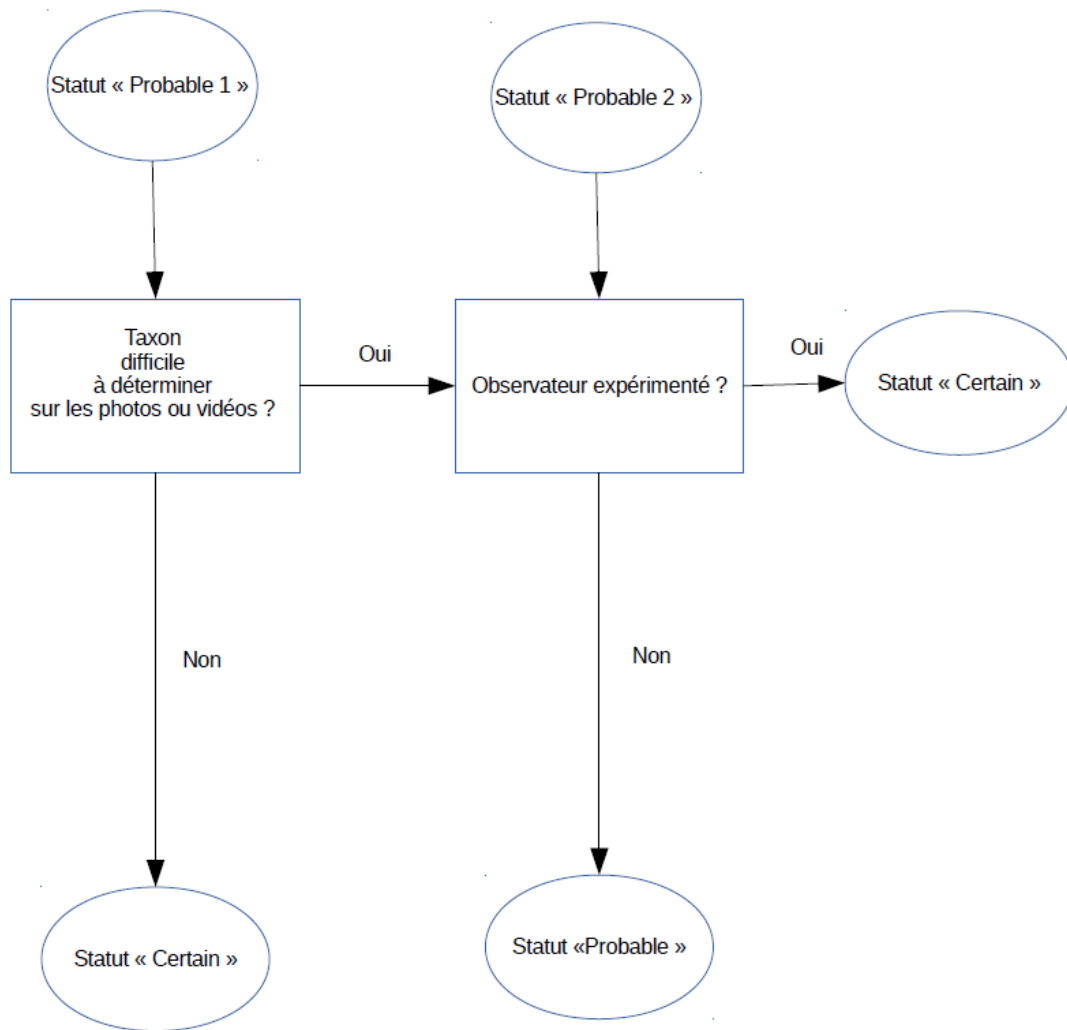 Statut « Probable 1 »
Statut « Probable 2 »
Taxon
difficile
à déterminer
sur les photos ou vidéos ?
Oui
Observateur expérimenté ?
Oui
Statut « Certain »
Non
Non
Statut « Certain »
Statut «Probable »